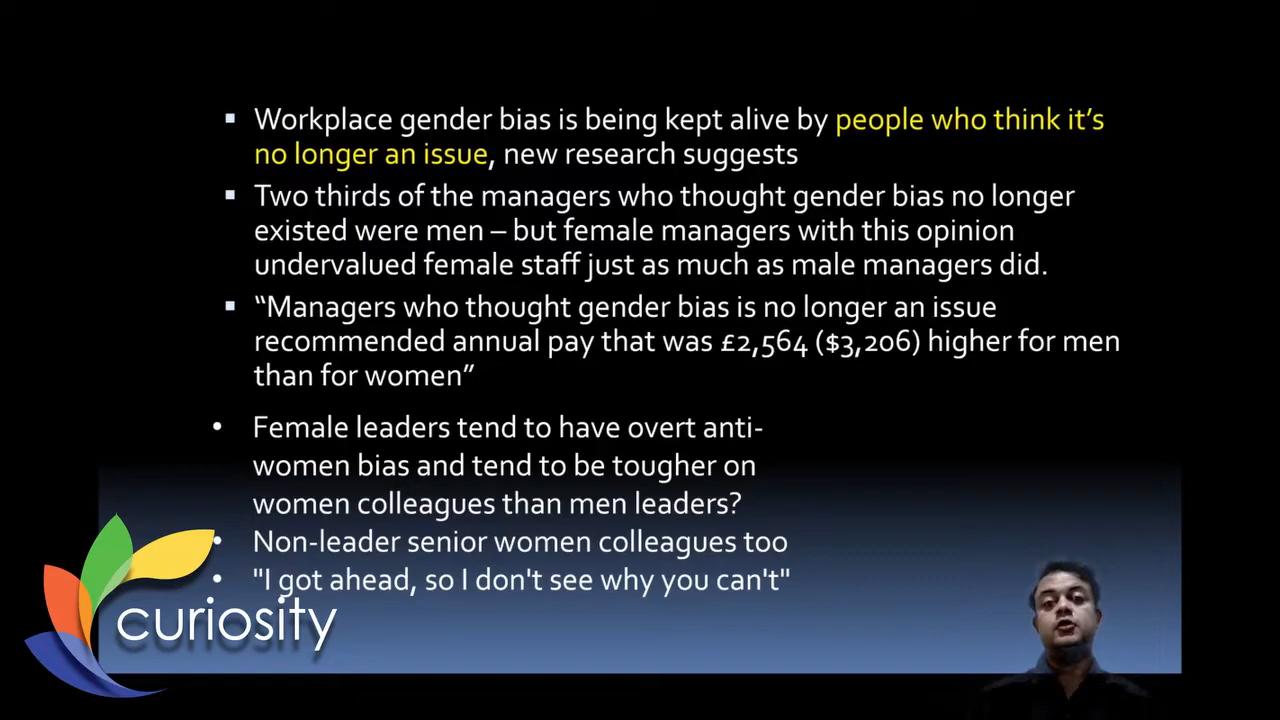 ▪ Workplace gender bias is being kept alive by people who think it’s
no longer an issue, new research suggests
▪ Two thirds of the managers who thought gender bias no longer
existed were men – but female managers with this opinion
undervalued female staff just as much as male managers did.
▪ “Managers who thought gender bias is no longer an issue
recommended annual pay that was £2,564 ($3,206) higher for men
than for women”
• Female leaders tend to have overt anti-
women bias and tend to be tougher on
women colleagues than men leaders?
• Non-leader senior women colleagues too
• "I got ahead, so I don't see why you can't"
curiosity